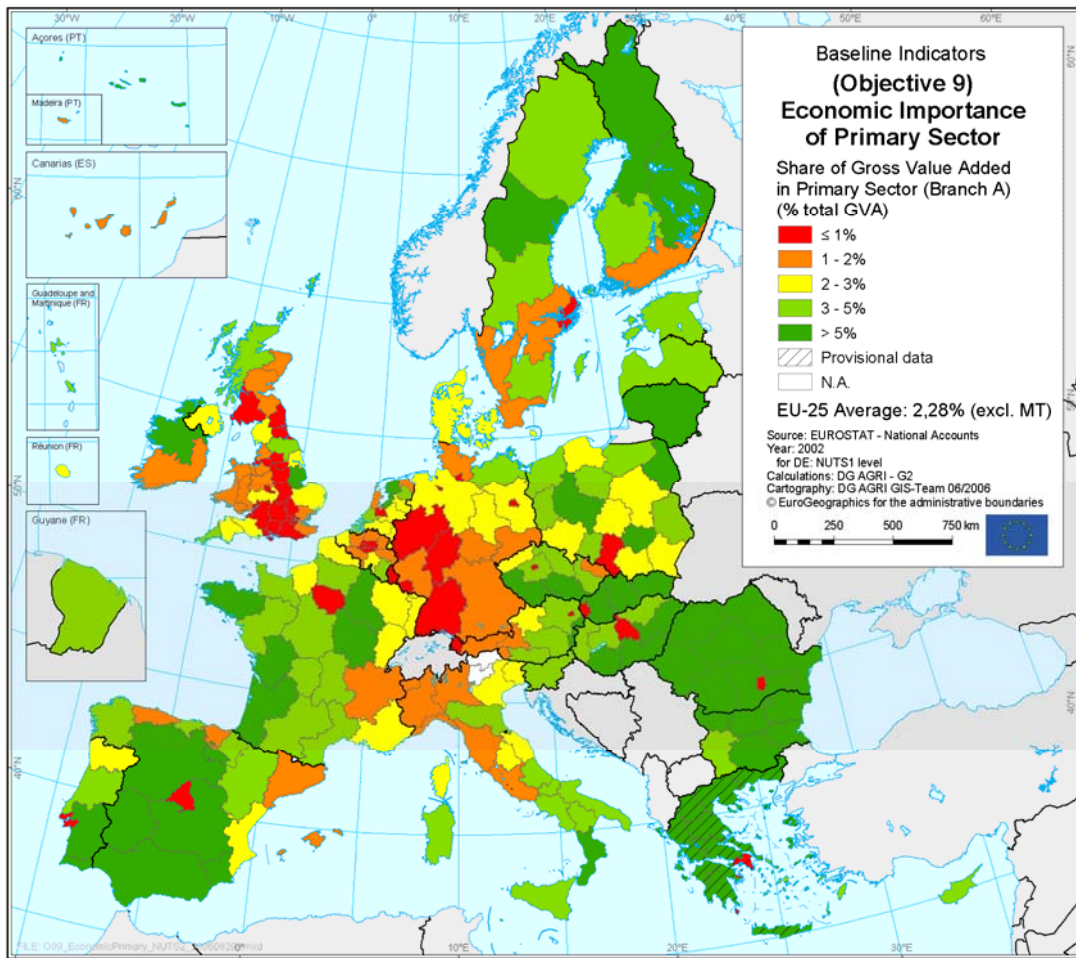 30°W
20°W
10°W
0°E
10°E
20°E
30°E
40°E
60°E
Açores (PT)
Madeira (PT)
Canarias (ES)
Guadeloupe and
Martinique (FR)
Réunion (FR)
Guyane (FR)
Baseline Indicators
(Objective 9)
Economic Importance
of Primary Sector
Share of Gross Value Added
in Primary Sector (Branch A)
(% total GVA)
≤ 1%
1 - 2%
2 - 3%
3 - 5%
> 5%
Provisional data
N.A.
EU-25 Average: 2,28% (excl. MT)
Source: EUROSTAT - National Accounts
Year: 2002
for DE: NUTS1 level
Calculations: DG AGRI - G2
Cartography: DG AGRI GIS-Team 06/2006
© EuroGeographics for the administrative boundaries
0 250 500 750 km
60°N
60°N
50°N
50°N
40°N
40°N
0°
10°E
20°E
30°E